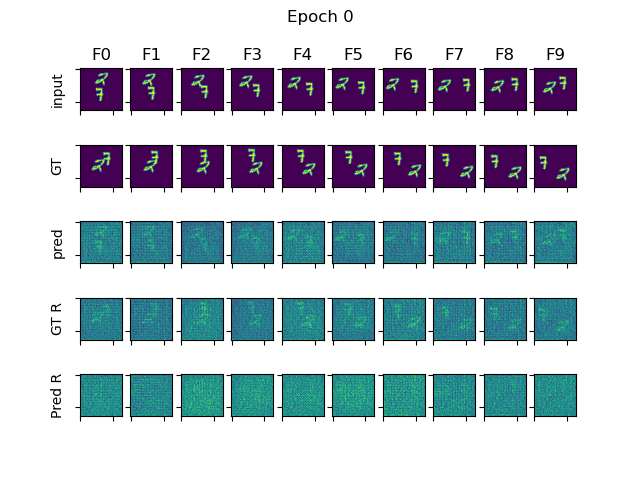 Epoch 0
F0 F1 F2 F3 F4 F5 F6 F7 F8 F9
input
GT
pred
GT R
Pred R